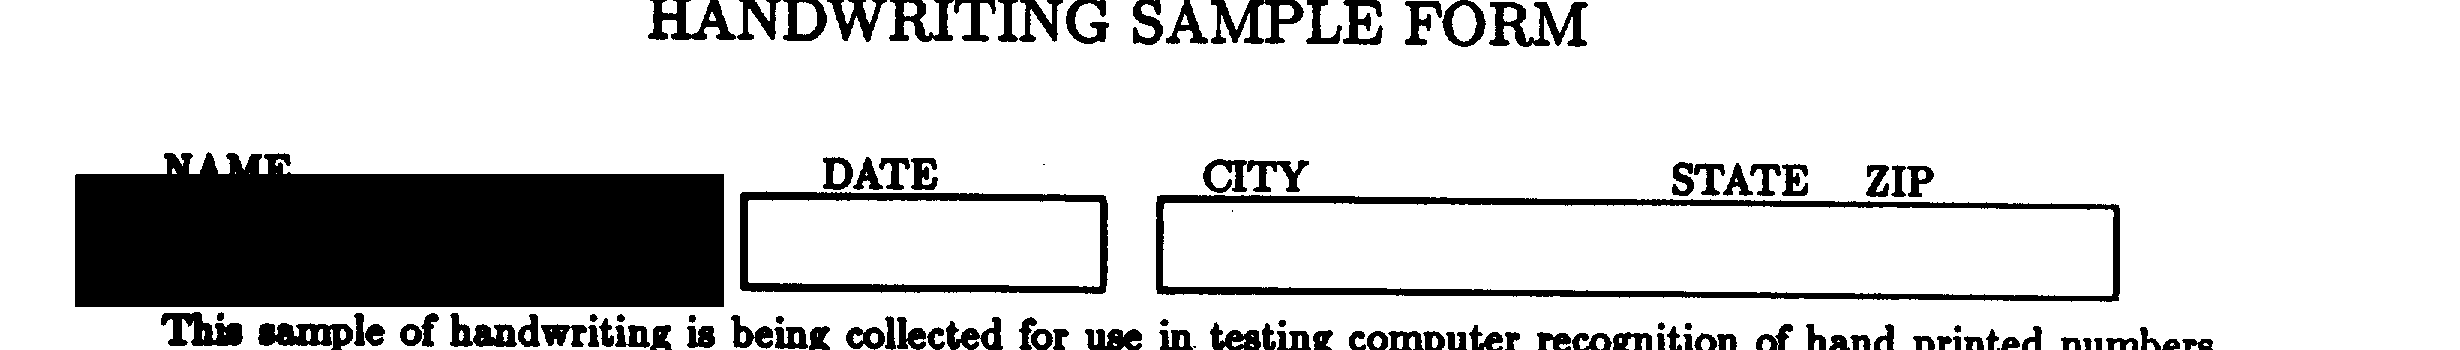 HANDWRITING SAMPLE FORM
NAME DATE CITY STATE ZIP
This sample of handwriting is being collected for use in testing computer recognition of hand printed numbers